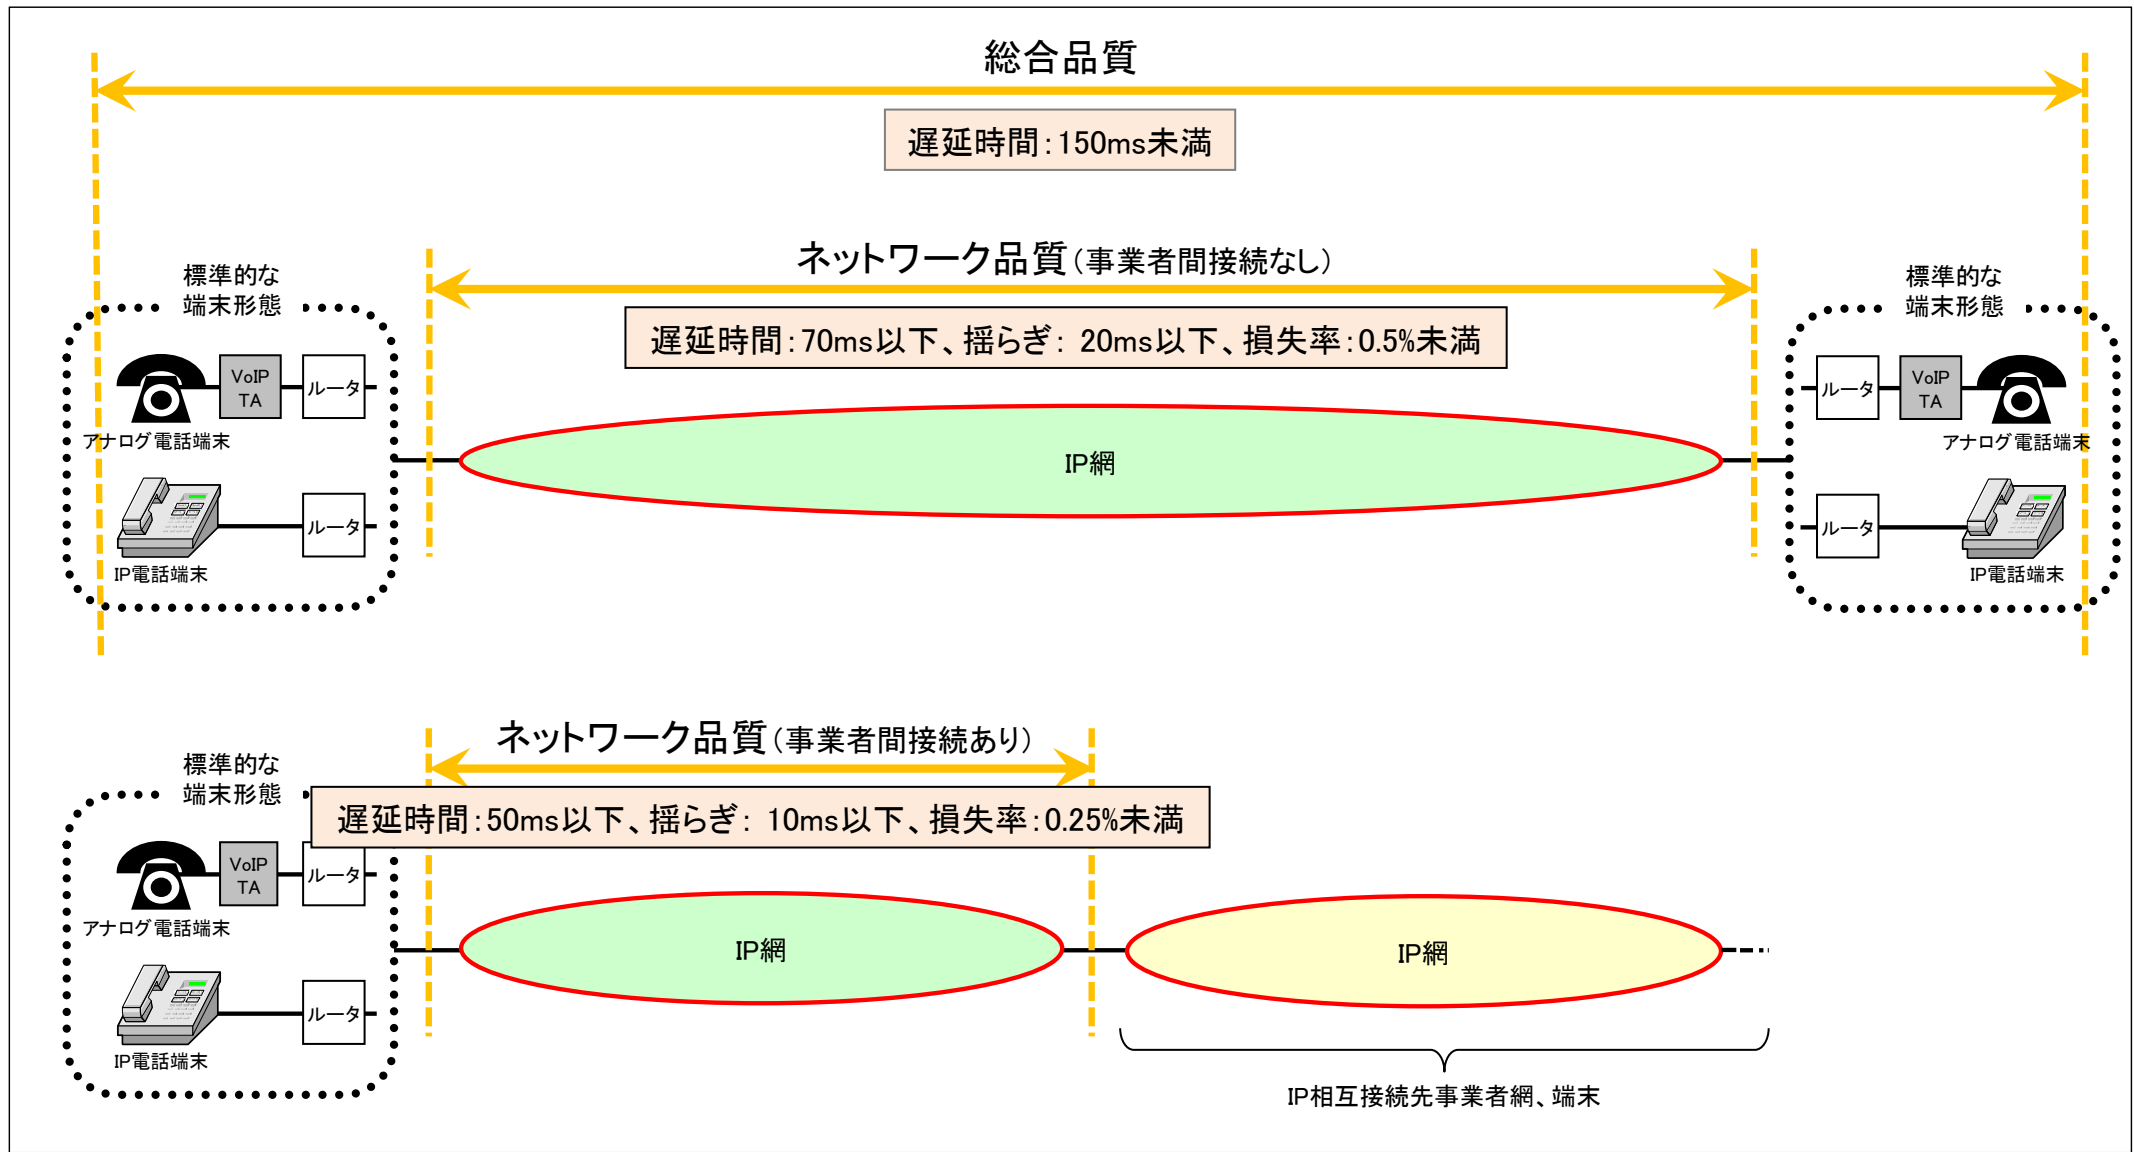 総合品質
遅延時間：150ms未満
ネットワーク品質（事業者間接続なし）
遅延時間：70ms以下、揺らぎ： 20ms以下、損失率：0.5%未満
標準的な
端末形態
VoIP
TA
ルータ
アナログ電話端末
ルータ
IP電話端末
IP網
標準的な
端末形態
ルータ
VoIP
TA
アナログ電話端末
ルータ
IP電話端末
ネットワーク品質（事業者間接続あり）
遅延時間：50ms以下、揺らぎ： 10ms以下、損失率：0.25%未満
標準的な
端末形態
VoIP
TA
ルータ
アナログ電話端末
ルータ
IP電話端末
IP網
IP網
IP相互接続先事業者網、端末